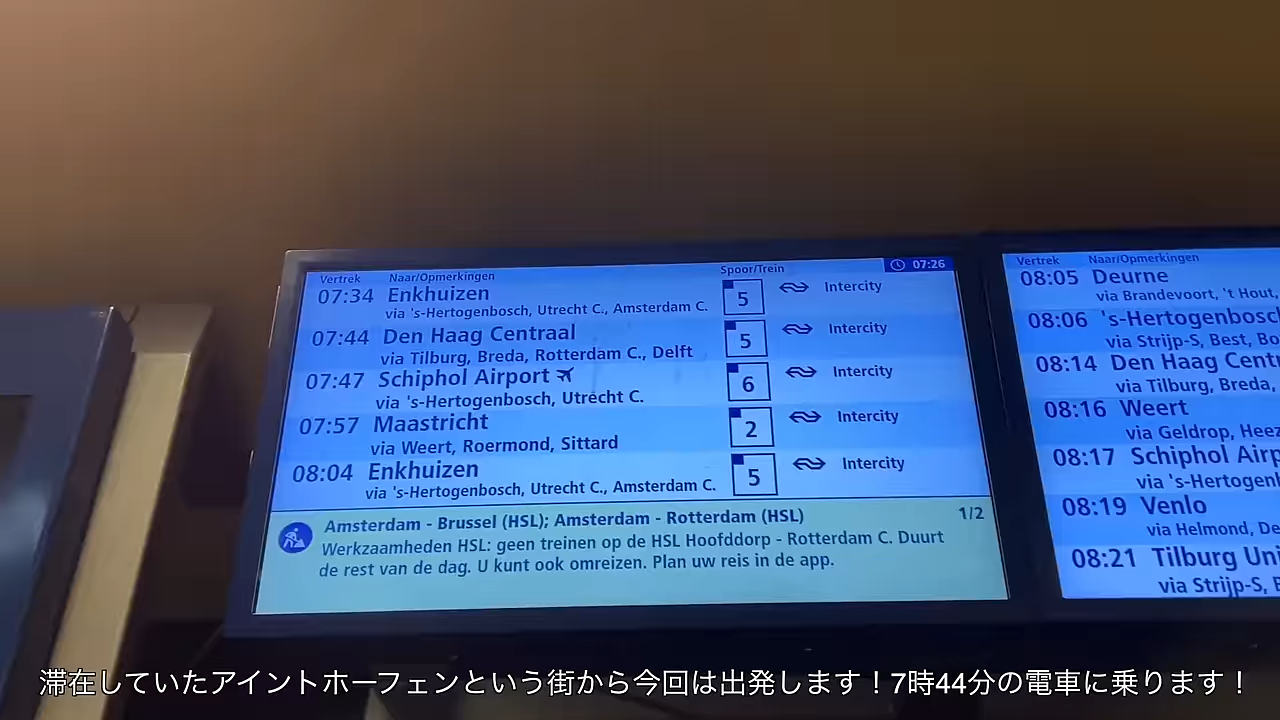 Vertrek Naar/Opmerkingen Spoor/Trein 07:26
07:34 Enkhuizen 5 Intercity
via 's-Hertogenbosch, Utrecht C., Amsterdam C.
07:44 Den Haag Centraal 5 Intercity
via Tilburg, Breda, Rotterdam C., Delft
07:47 Schiphol Airport 6 Intercity
via 's-Hertogenbosch, Utrecht C.
07:57 Maastricht 2 Intercity
via Weert, Roermond, Sittard
08:04 Enkhuizen 5 Intercity
via 's-Hertogenbosch, Utrecht C., Amsterdam C.
Amsterdam - Brussel (HSL); Amsterdam - Rotterdam (HSL) 1/2
Werkzaamheden HSL: geen treinen op de HSL Hoofddorp - Rotterdam C. Duurt
de rest van de dag. U kunt ook omreizen. Plan uw reis in de app.
Vertrek Naar/Opmerkingen
08:05 Deurne
via Brandevoort, 't Hout,
08:06 's-Hertogenbosch
via Strijp-S, Best, Bo
08:14 Den Haag Centr
via Tilburg, Breda,
08:16 Weert
via Geldrop, Heez
08:17 Schiphol Airp
via 's-Hertogenb
08:19 Venlo
via Helmond, De
08:21 Tilburg Uni
via Strijp-S, B
滞在していたアイントホーフェンという街から今回は出発します！7時44分の電車に乗ります！